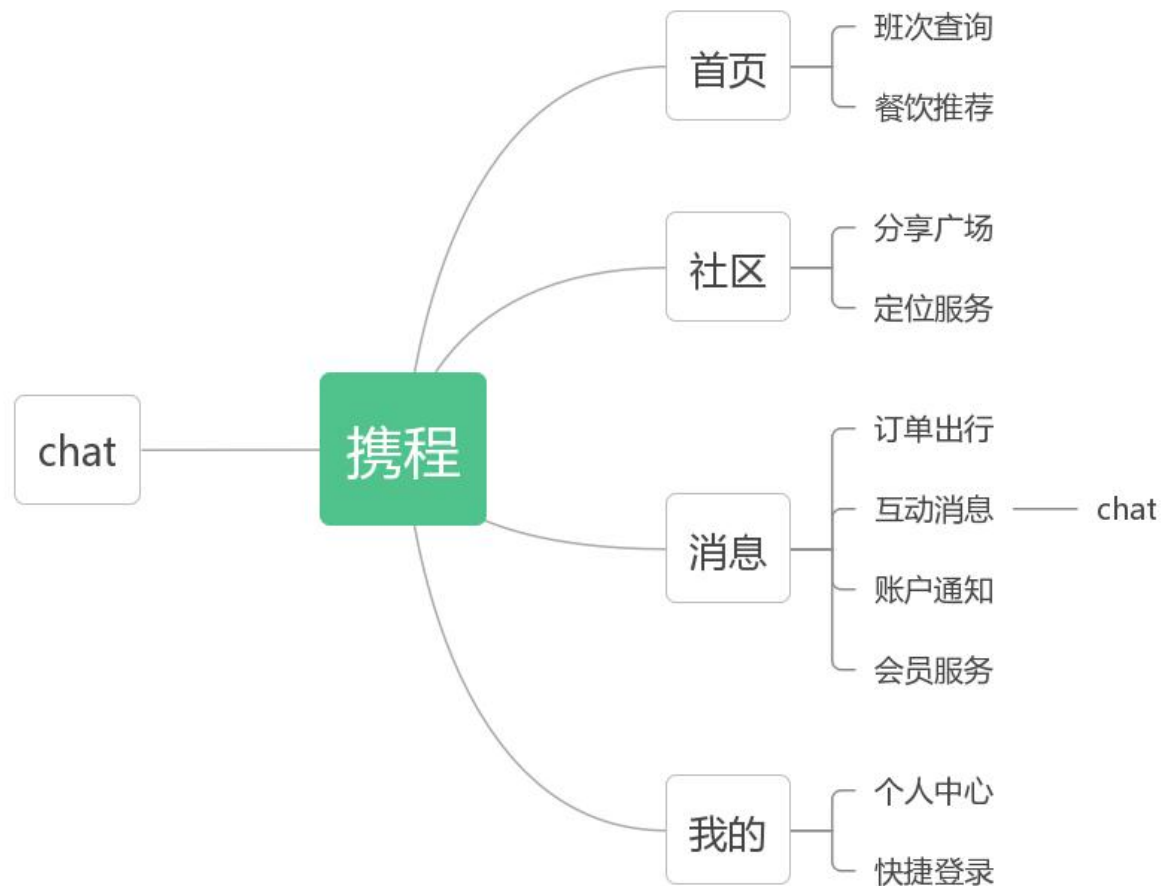 首页
班次查询
餐饮推荐
社区
分享广场
定位服务
chat
携程
消息
订单出行
互动消息
chat
账户通知
会员服务
我的
个人中心
快捷登录